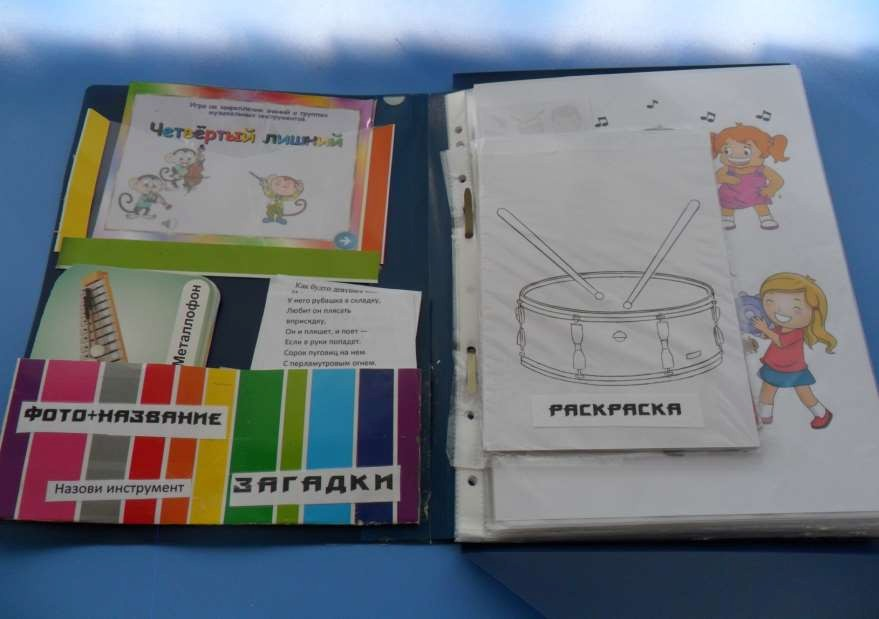 Игра на закрепление знаний о группах
музыкальных инструментов.
Четвёртый лишний
Металлофон
Как будто девушка
У него рубашка в складку,
Любит он плясать
вприсядку,
Он и пляшет, и поет —
Если в руки попадет.
Сорок пуговиц на нем
С перламутровым огнем.
ФОТО+НАЗВАНИЕ
Назови инструмент
ЗАГАДКИ
РАСКРАСКА